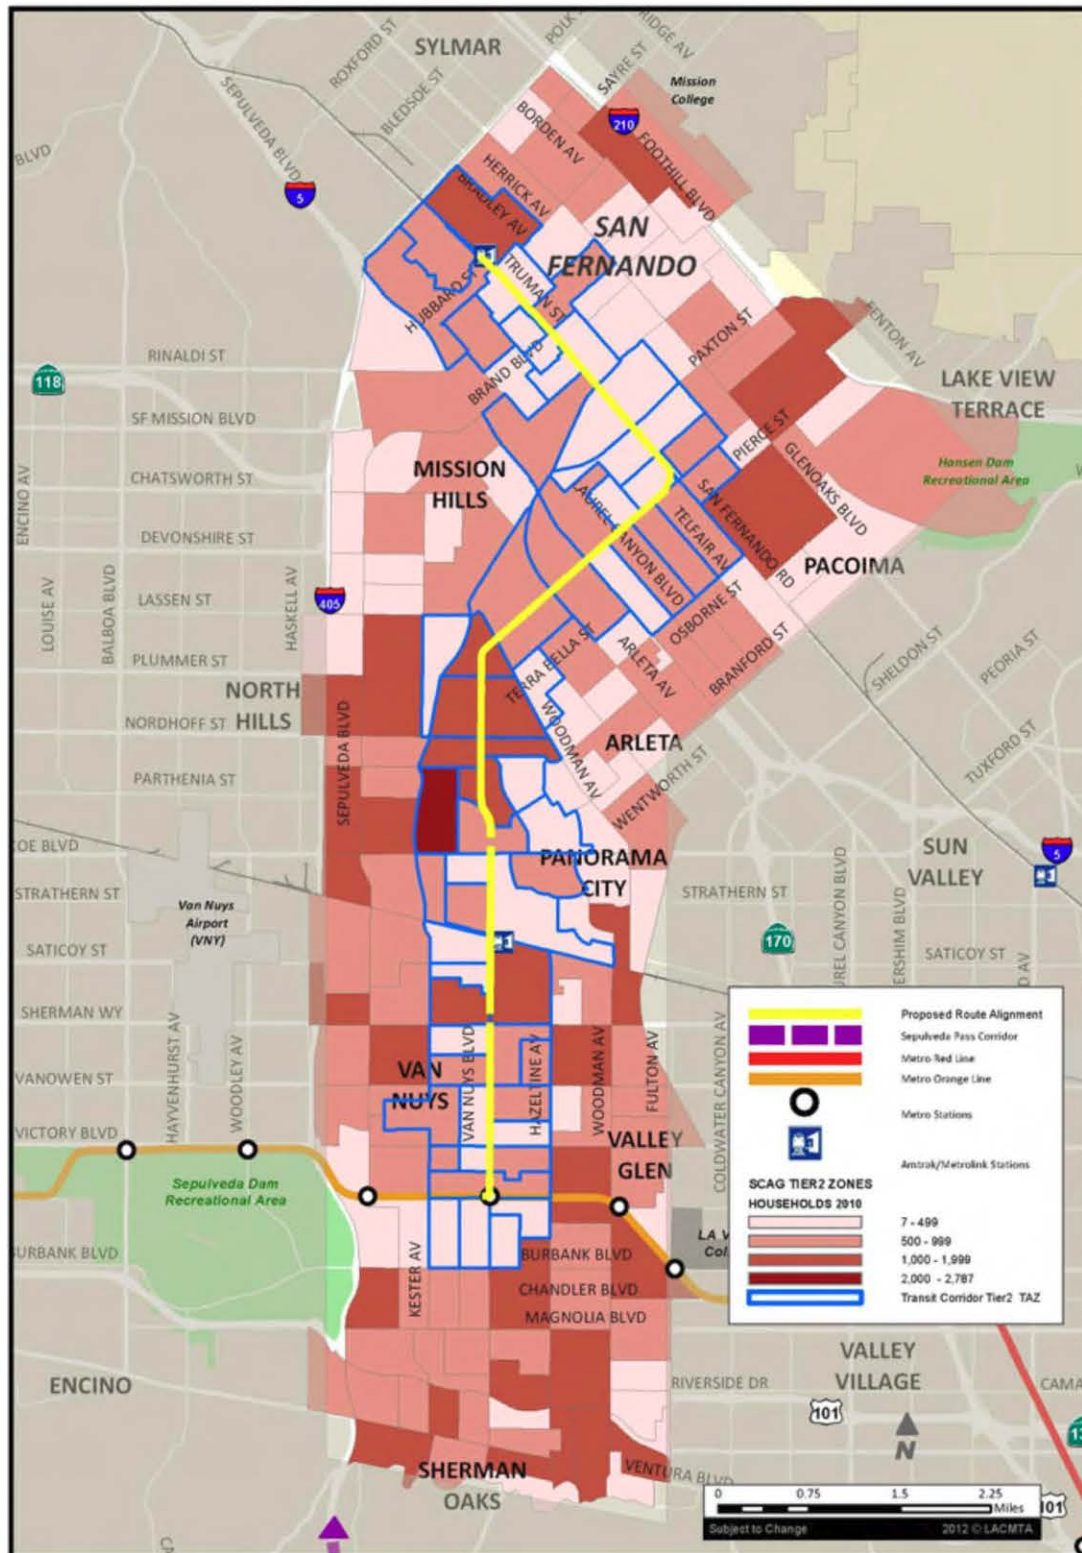 SYLMAR
POLK
RIDGE AV
ROXFORD ST
BLEDSOE ST
SAYRE ST
Mission
College
SEPULVEDA BLVD
BORDEN AV
210
FOOTHILL BLVD
BLVD
5
HERRICK AV
BRADLEY AV
SAN
FERNANDO
TRUMAN ST
HUBBARD ST
FENTON AV
PAXTON ST
RINALDI ST
BRAND BLVD
118
LAKE VIEW
TERRACE
SF MISSION BLVD
PIERCE ST
GLENOAKS BLVD
MISSION
HILLS
Hansen Dam
Recreational Area
ENCINO AV
CHATSWORTH ST
LAUREL CANYON BLVD
SAN FERNANDO RD
TELFAIR AV
DEVONSHIRE ST
PACOIMA
LOUISE AV
BALBOA BLVD
HASKELL AV
LASSEN ST
405
OSBORNE ST
TERRA BELLA ST
ARLETA AV
BRANFORD ST
SHELDON ST
PEORIA ST
PLUMMER ST
NORTH
HILLS
WOODMAN AV
NORDHOFF ST
SEPULVEDA BLVD
ARLETA
TUXFORD ST
PARTHENIA ST
WENTWORTH ST
OE BLVD
PANORAMA
CITY
SUN
VALLEY
5
STRATHERN ST
STRATHERN ST
Van Nuys
Airport
(VNY)
170
UREL CANYON BLVD
ERSHIM BLVD
SATICOY ST
SATICOY ST
D AV
SHERMAN WY
HAYVENHURST AV
WOODLEY AV
VAN NUYS BLVD
HAZELTINE AV
WOODMAN AV
FULTON AV
COLDWATER CANYON AV
VANOWEN ST
VAN
NUYS
VICTORY BLVD
VALLEY
GLEN
Sepulveda Dam
Recreational Area
LA V
Col
BURBANK BLVD
KESTER AV
BURBANK BLVD
CHANDLER BLVD
MAGNOLIA BLVD
Proposed Route Alignment
Sepulveda Pass Corridor
Metro Red Line
Metro Orange Line
Metro Stations
Amtrak/Metrolink Stations
SCAG TIER2 ZONES
HOUSEHOLDS 2010
7 - 499
500 - 999
1,000 - 1,999
2,000 - 2,787
Transit Corridor Tier2 TAZ
ENCINO
VALLEY
VILLAGE
RIVERSIDE DR
CAMA
101
N
SHERMAN
OAKS
VENTURA BLVD
0 0.75 1.5 2.25
Miles
101
Subject to Change 2012 © LACMTA